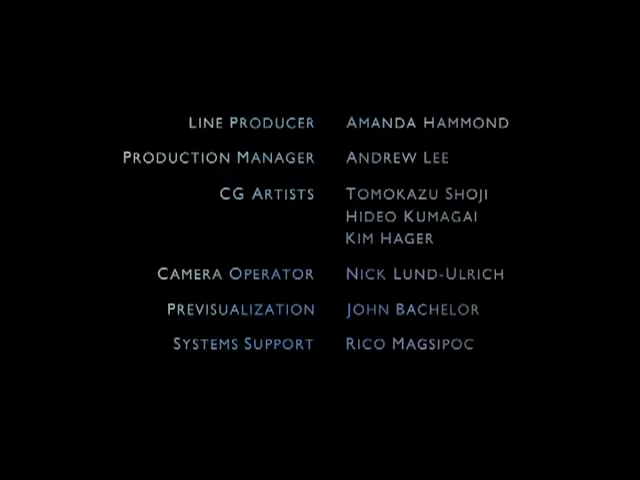 LINE PRODUCER AMANDA HAMMOND
PRODUCTION MANAGER ANDREW LEE
CG ARTISTS TOMOKAZU SHOJI
HIDEO KUMAGAI
KIM HAGER
CAMERA OPERATOR NICK LUND-ULRICH
PREVISUALIZATION JOHN BACHELOR
SYSTEMS SUPPORT RICO MAGSIPOC